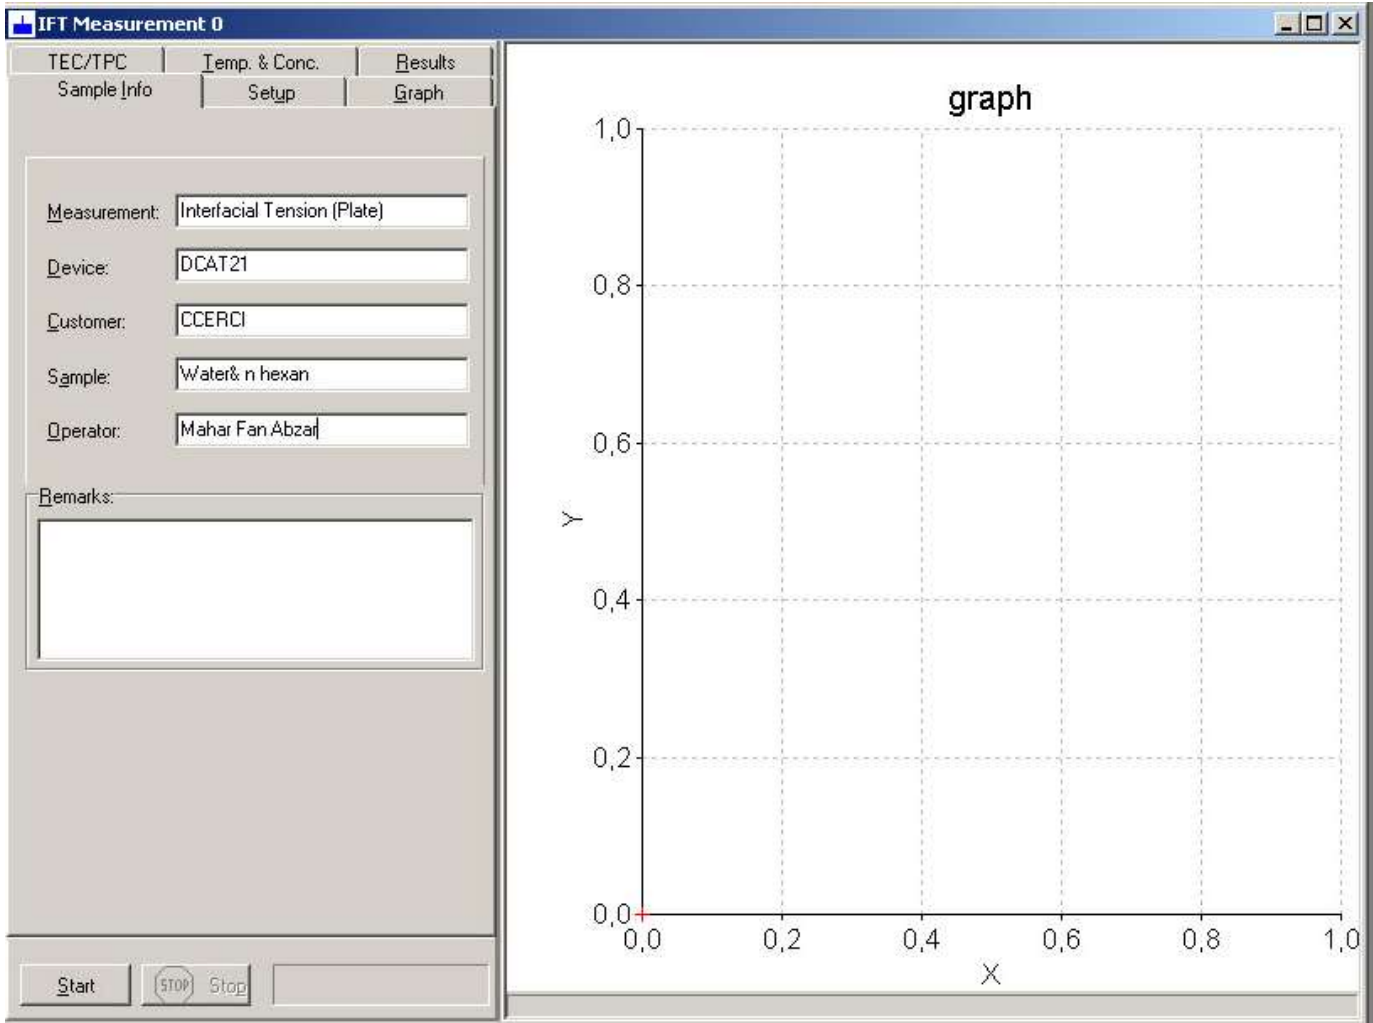 IFT Measurement 0
TEC/TPC
Temp. & Conc.
Results
Sample Info
Setup
Graph
Measurement: Interfacial Tension (Plate)
Device: DCAT21
Customer: CCERCI
Sample: Water& n hexan
Operator: Mahar Fan Abzar
Remarks:
Start
STOP Stop
graph
1,0
0,8
0,6
Y
0,4
0,2
0,0
0,0 0,2 0,4 0,6 0,8 1,0
X